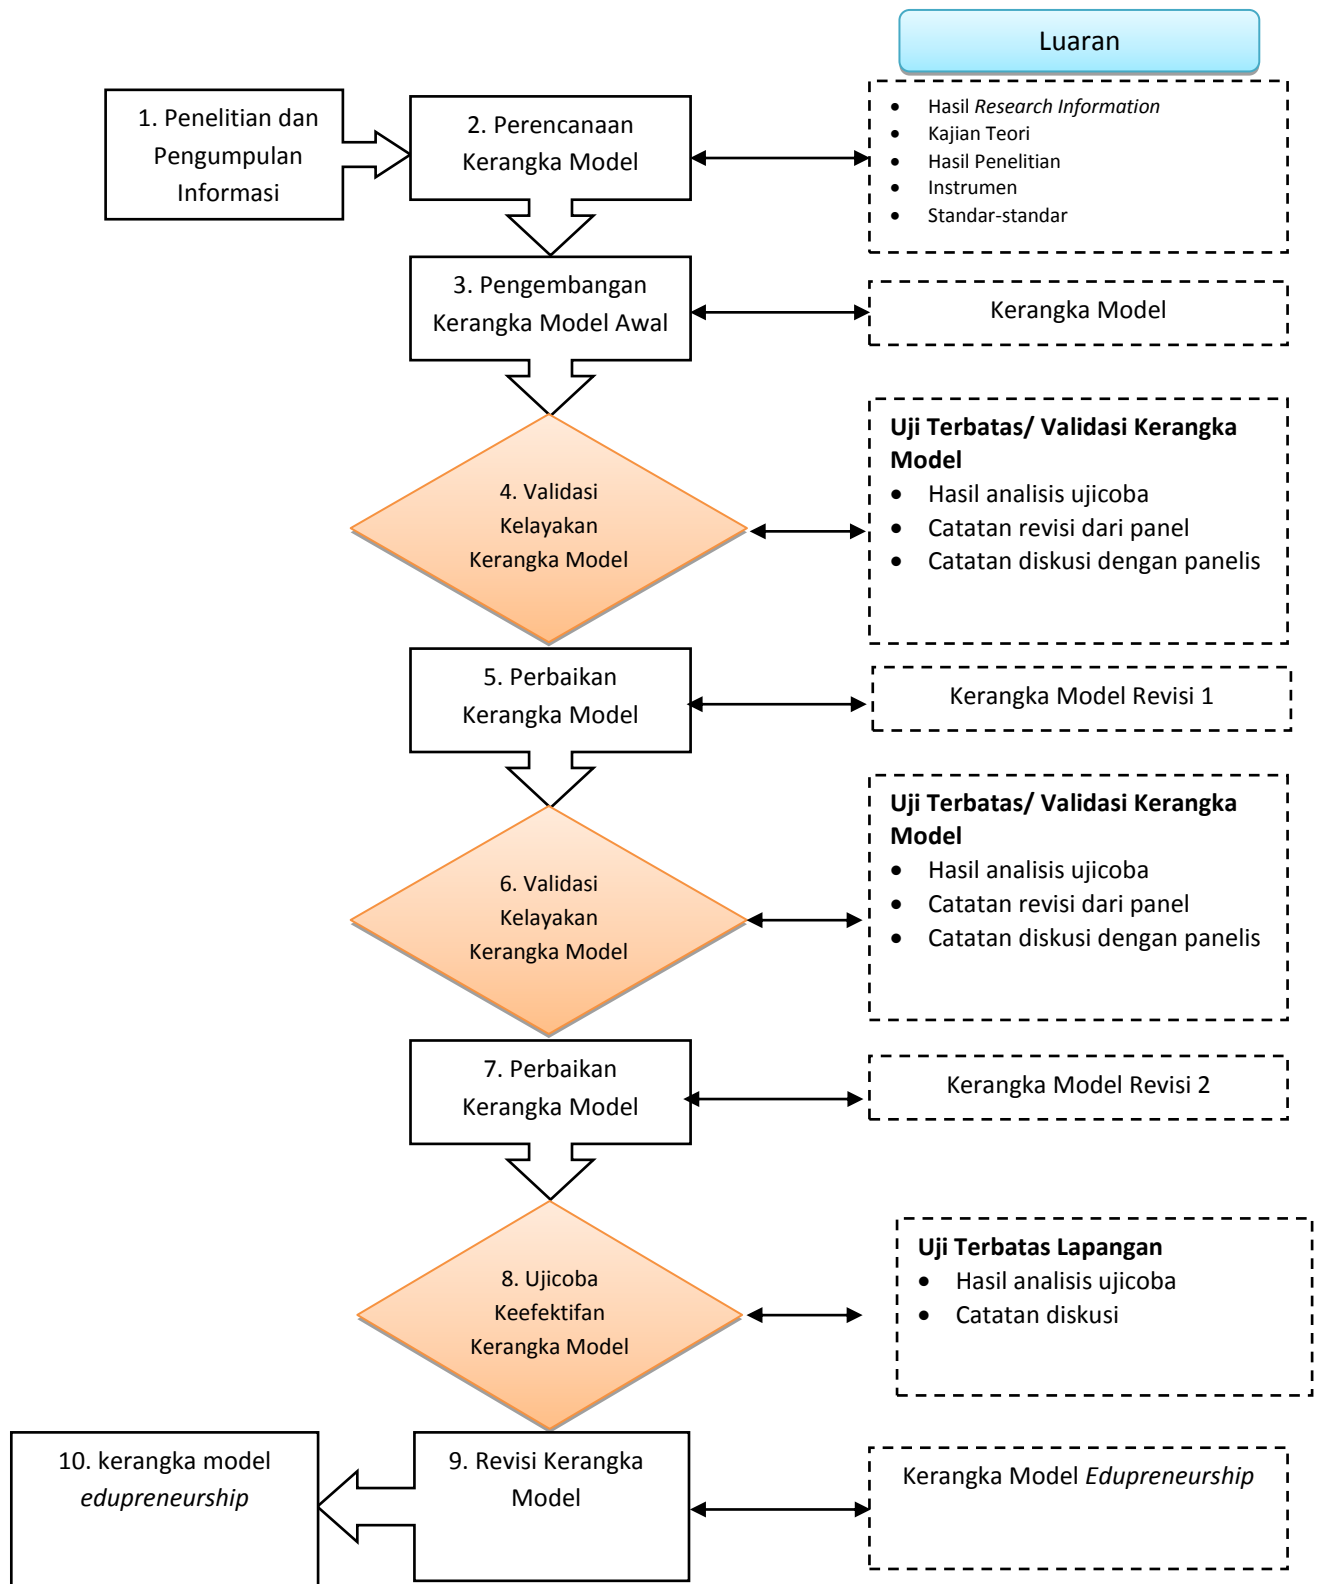 Luaran
1. Penelitian dan
Pengumpulan
Informasi
2. Perencanaan
Kerangka Model
• Hasil Research Information
• Kajian Teori
• Hasil Penelitian
• Instrumen
• Standar-standar
3. Pengembangan
Kerangka Model Awal
Kerangka Model
4. Validasi
Kelayakan
Kerangka Model
Uji Terbatas/ Validasi Kerangka
Model
• Hasil analisis ujicoba
• Catatan revisi dari panel
• Catatan diskusi dengan panelis
5. Perbaikan
Kerangka Model
Kerangka Model Revisi 1
6. Validasi
Kelayakan
Kerangka Model
Uji Terbatas/ Validasi Kerangka
Model
• Hasil analisis ujicoba
• Catatan revisi dari panel
• Catatan diskusi dengan panelis
7. Perbaikan
Kerangka Model
Kerangka Model Revisi 2
8. Ujicoba
Keefektifan
Kerangka Model
Uji Terbatas Lapangan
• Hasil analisis ujicoba
• Catatan diskusi
9. Revisi Kerangka
Model
Kerangka Model Edupreneurship
10. kerangka model
edupreneurship